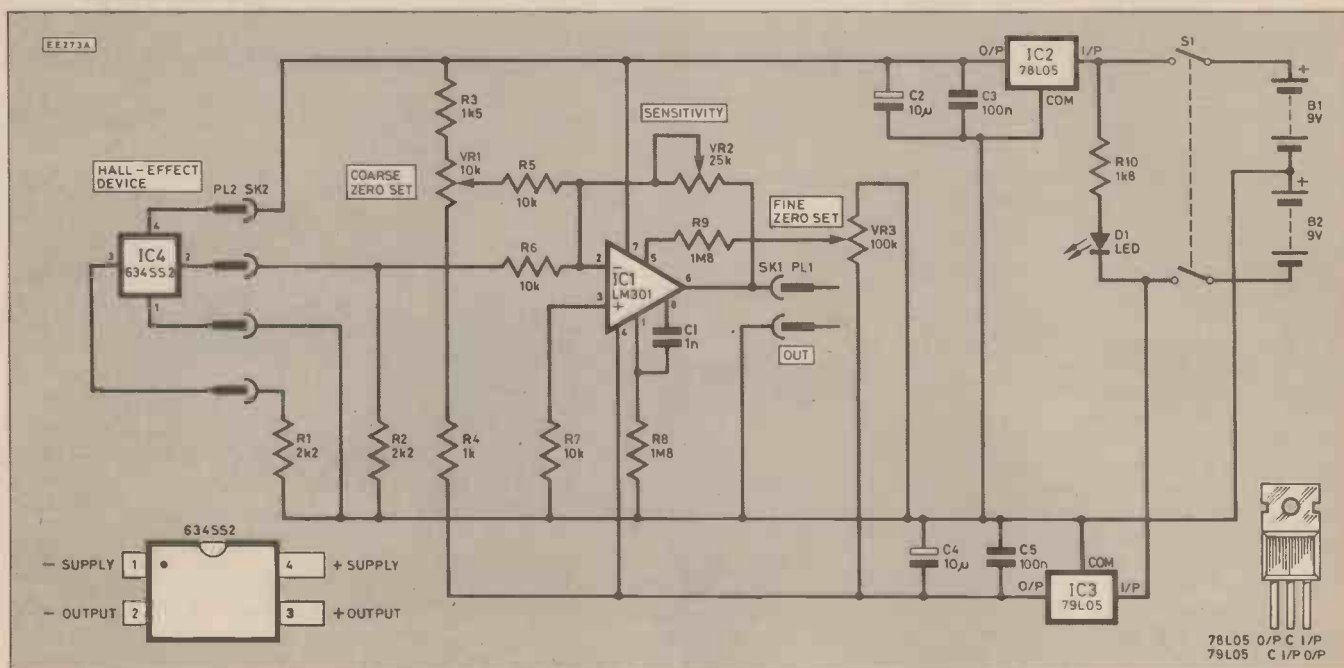 EE273A
HALL-EFFECT
DEVICE
PL2 SK2
4
3
IC4
634SS2
2
1
R1
2k2
R2
2k2
R3
1k5
VR1
10k
COARSE
ZERO SET
R4
1k
R5
10k
R6
10k
SENSITIVITY
VR2
25k
R9
1M8
FINE
ZERO SET
VR3
100k
2
3
7
5
6
8
1
4
−
+
IC1
LM301
C1
1n
R7
10k
R8
1M8
SK1 PL1
OUT
C2
10µ
C3
100n
O/P
IC2
78L05
I/P
COM
R10
1k8
D1
LED
S1
+
B1
9V
+
B2
9V
C4
10µ
C5
100n
COM
O/P
IC3
79L05
I/P
634SS2
− SUPPLY 1
4 + SUPPLY
− OUTPUT 2
3 + OUTPUT
78L05 O/P C I/P
79L05 C I/P O/P